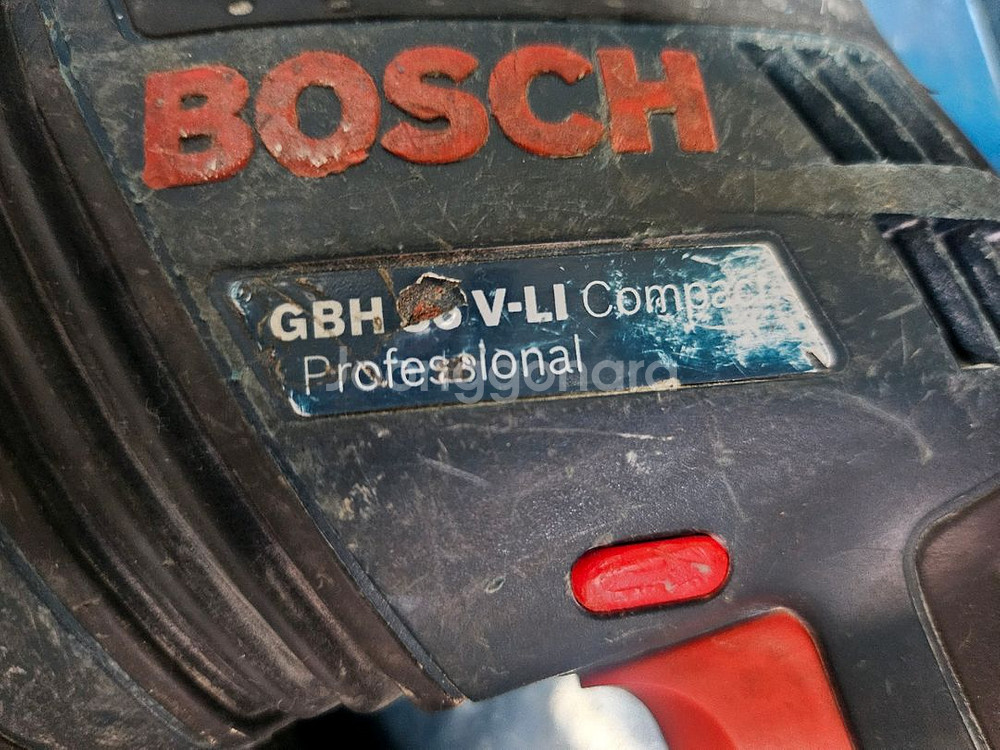 BOSCH
GBH V-LI Compact
Professional